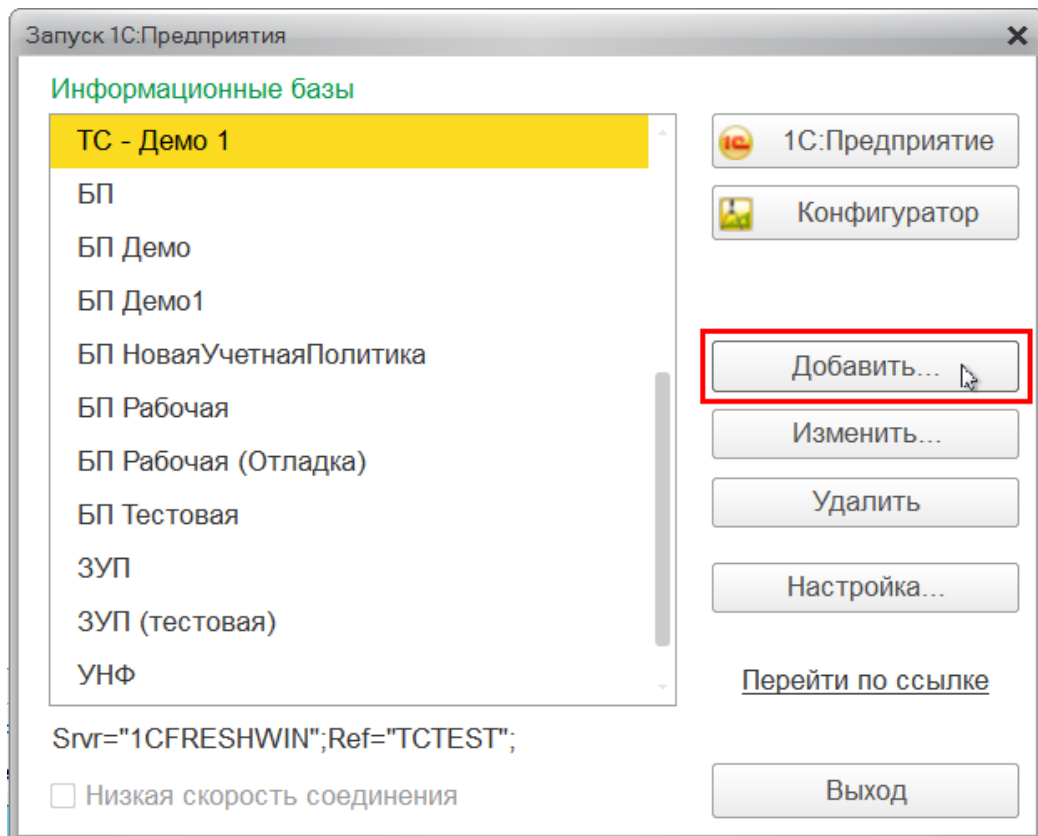 Запуск 1С:Предприятия
Информационные базы
ТС - Демо 1
БП
БП Демо
БП Демо1
БП НоваяУчетнаяПолитика
БП Рабочая
БП Рабочая (Отладка)
БП Тестовая
ЗУП
ЗУП (тестовая)
УНФ
Srvr="1CFRESHWIN";Ref="TCTEST";
Низкая скорость соединения
1С:Предприятие
Конфигуратор
Добавить...
Изменить...
Удалить
Настройка...
Перейти по ссылке
Выход